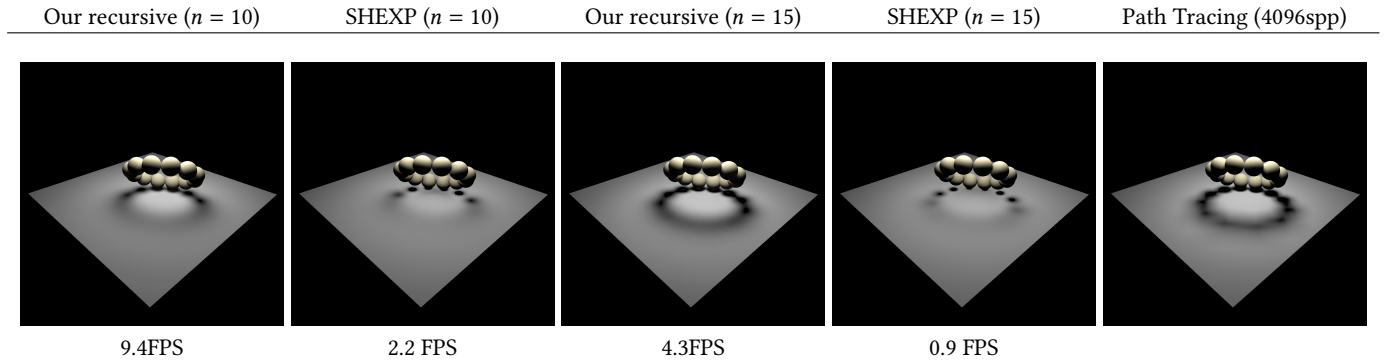 Our recursive (n = 10) SHEXP (n = 10) Our recursive (n = 15) SHEXP (n = 15) Path Tracing (4096spp)
9.4FPS 2.2 FPS 4.3FPS 0.9 FPS